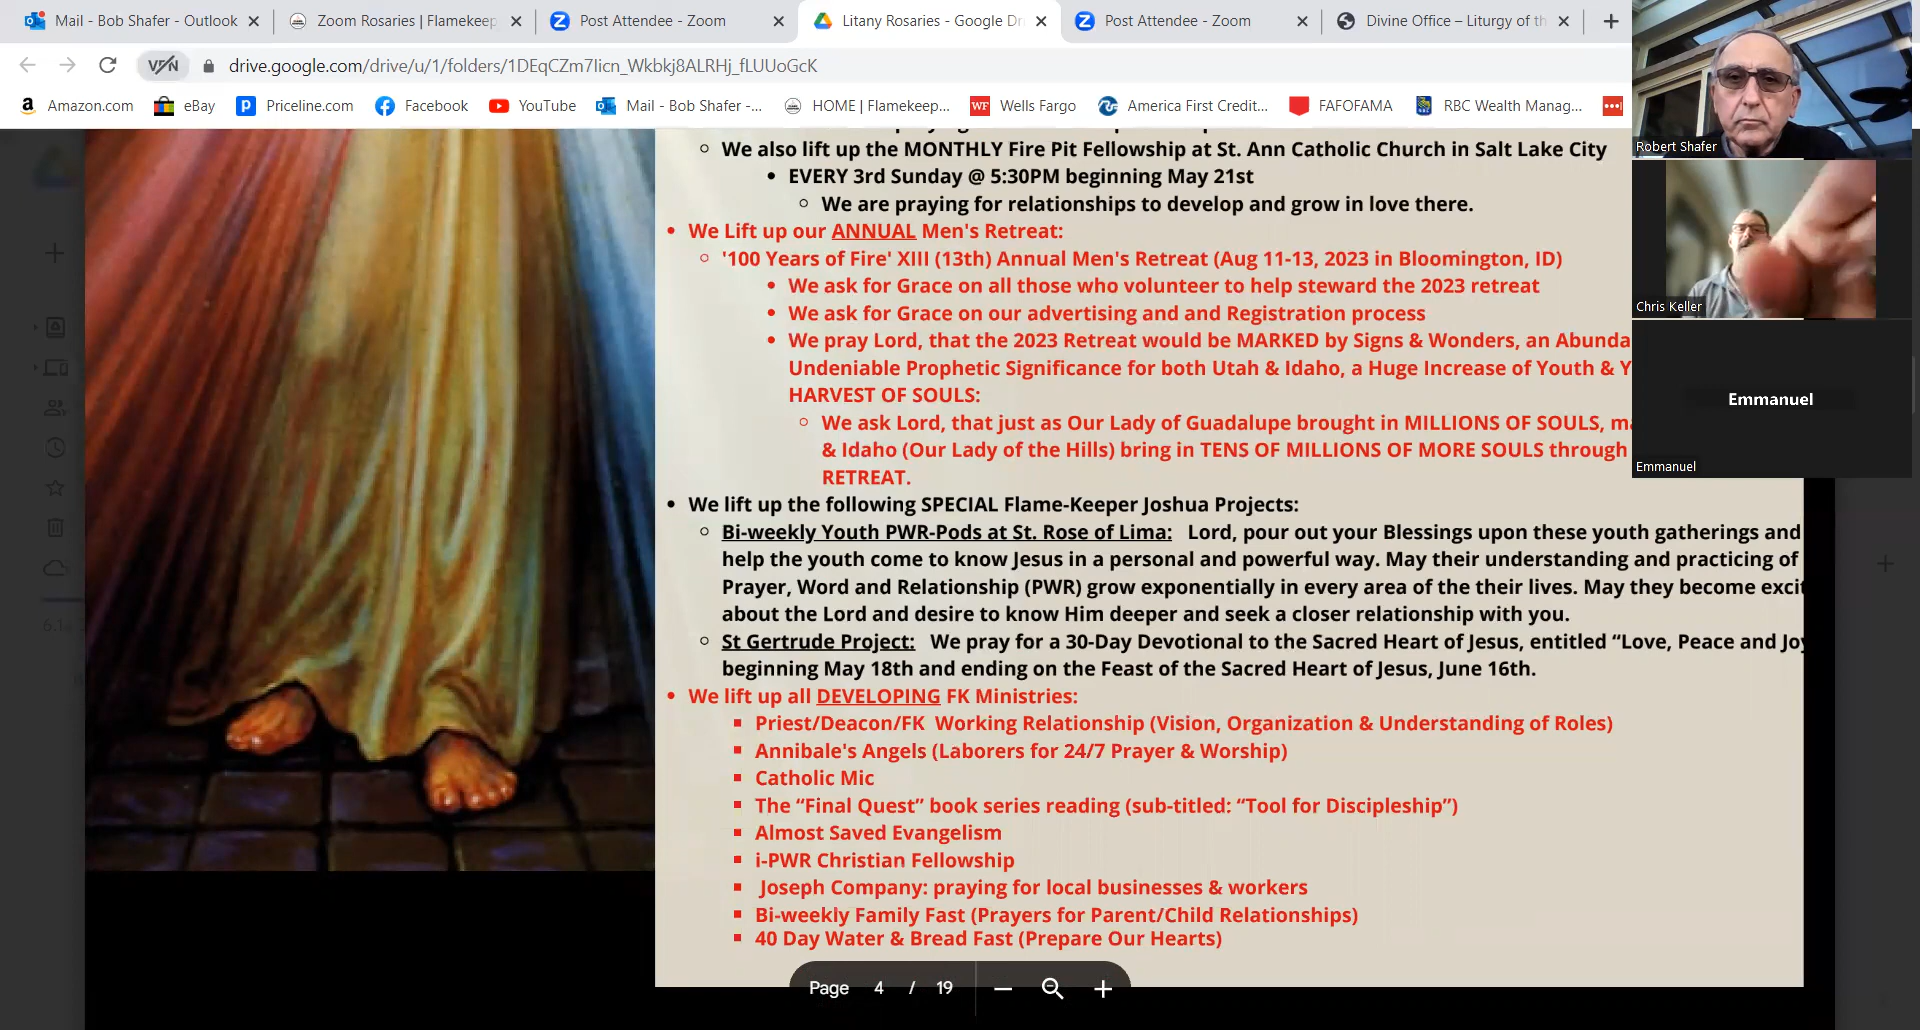 Mail - Bob Shafer - Outlook
Zoom Rosaries | Flamekeep
Post Attendee - Zoom
Litany Rosaries - Google Dr
Post Attendee - Zoom
Divine Office – Liturgy of th
VPN
drive.google.com/drive/u/1/folders/1DEqCZm7Iicn_Wkbkj8ALRHj_fLUUoGcK
Amazon.com
eBay
Priceline.com
Facebook
YouTube
Mail - Bob Shafer -...
HOME | Flamekeep...
Wells Fargo
America First Credit...
FAFOFAMA
RBC Wealth Manag...
We also lift up the MONTHLY Fire Pit Fellowship at St. Ann Catholic Church in Salt Lake City
EVERY 3rd Sunday @ 5:30PM beginning May 21st
We are praying for relationships to develop and grow in love there.
We Lift up our ANNUAL Men's Retreat:
'100 Years of Fire' XIII (13th) Annual Men's Retreat (Aug 11-13, 2023 in Bloomington, ID)
We ask for Grace on all those who volunteer to help steward the 2023 retreat
We ask for Grace on our advertising and and Registration process
We pray Lord, that the 2023 Retreat would be MARKED by Signs & Wonders, an Abunda
Undeniable Prophetic Significance for both Utah & Idaho, a Huge Increase of Youth & Y
HARVEST OF SOULS:
We ask Lord, that just as Our Lady of Guadalupe brought in MILLIONS OF SOULS, ma
& Idaho (Our Lady of the Hills) bring in TENS OF MILLIONS OF MORE SOULS through
RETREAT.
We lift up the following SPECIAL Flame-Keeper Joshua Projects:
Bi-weekly Youth PWR-Pods at St. Rose of Lima: Lord, pour out your Blessings upon these youth gatherings and
help the youth come to know Jesus in a personal and powerful way. May their understanding and practicing of
Prayer, Word and Relationship (PWR) grow exponentially in every area of the their lives. May they become excit
about the Lord and desire to know Him deeper and seek a closer relationship with you.
St Gertrude Project: We pray for a 30-Day Devotional to the Sacred Heart of Jesus, entitled “Love, Peace and Joy
beginning May 18th and ending on the Feast of the Sacred Heart of Jesus, June 16th.
We lift up all DEVELOPING FK Ministries:
Priest/Deacon/FK Working Relationship (Vision, Organization & Understanding of Roles)
Annibale's Angels (Laborers for 24/7 Prayer & Worship)
Catholic Mic
The “Final Quest” book series reading (sub-titled: “Tool for Discipleship”)
Almost Saved Evangelism
i-PWR Christian Fellowship
Joseph Company: praying for local businesses & workers
Bi-weekly Family Fast (Prayers for Parent/Child Relationships)
40 Day Water & Bread Fast (Prepare Our Hearts)
Page 4 / 19
Robert Shafer
Chris Keller
Emmanuel
Emmanuel